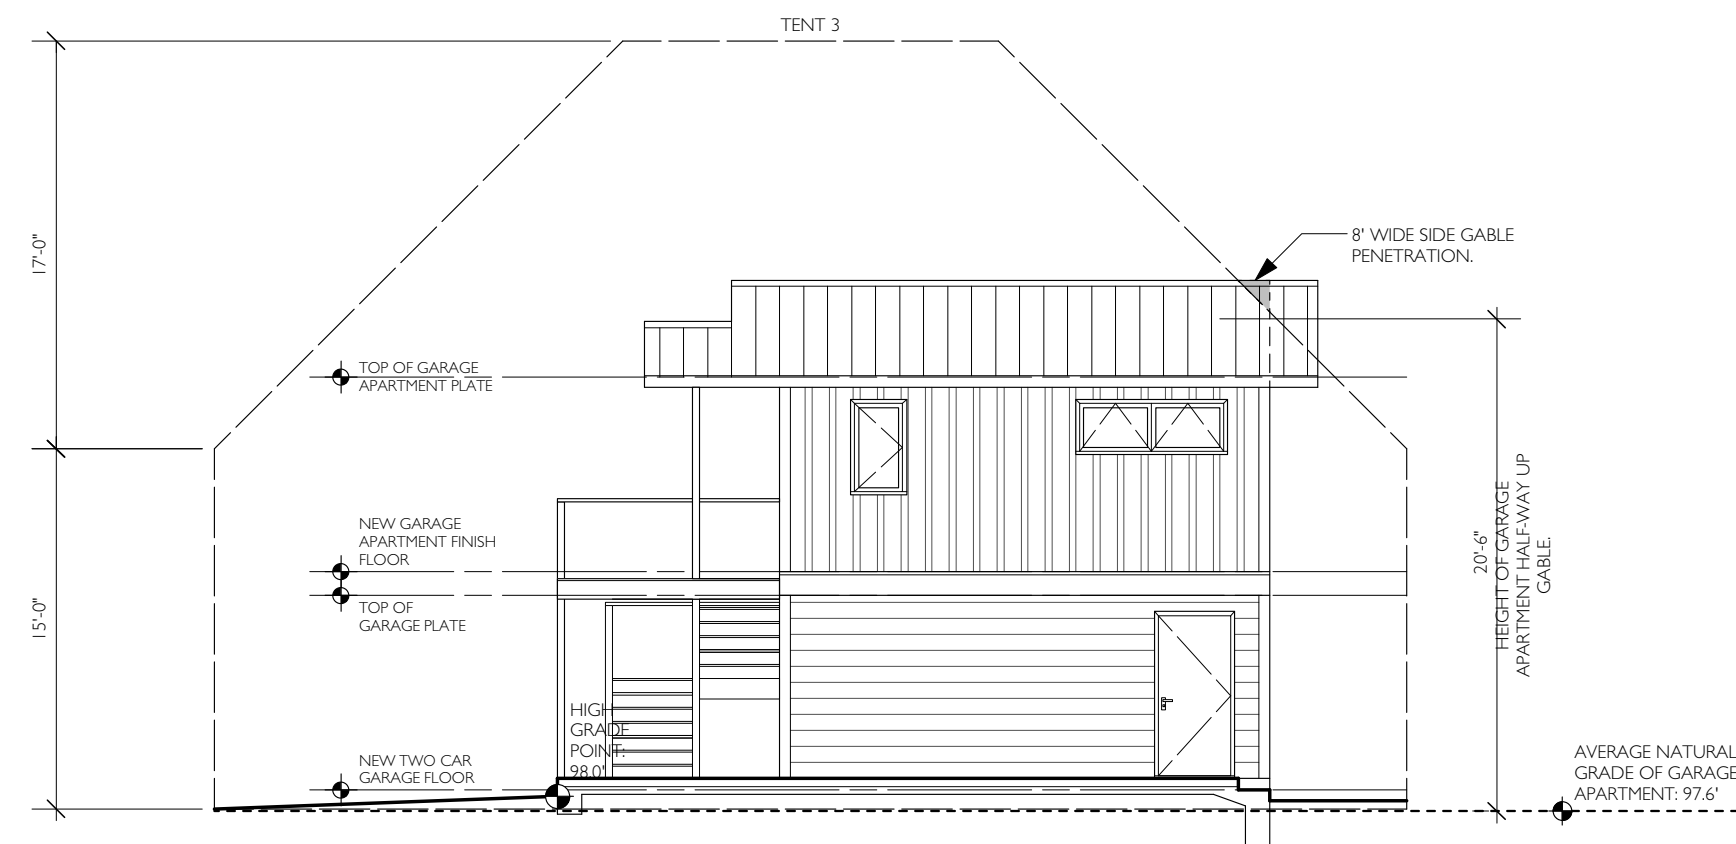 TENT 3
17'-0"
8' WIDE SIDE GABLE
PENETRATION.
TOP OF GARAGE
APARTMENT PLATE
NEW GARAGE
APARTMENT FINISH
FLOOR
TOP OF
GARAGE PLATE
15'-0"
20'-6"
HEIGHT OF GARAGE
APARTMENT HALF-WAY UP
GABLE.
HIGH
GRADE
POINT:
98.0'
NEW TWO CAR
GARAGE FLOOR
AVERAGE NATURAL
GRADE OF GARAGE
APARTMENT: 97.6'